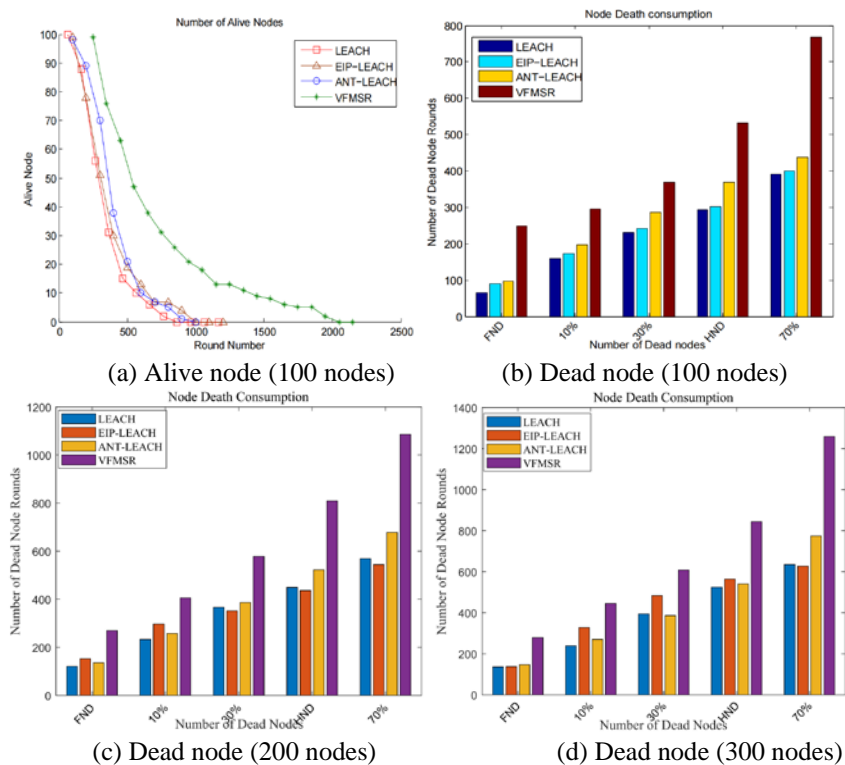 Number of Alive Nodes
100
90
80
70
60
50
40
30
20
10
0
Alive Node
0
500
1000
1500
2000
2500
Round Number
LEACH
EIP-LEACH
ANT-LEACH
VFMSR
(a) Alive node (100 nodes)
Node Death consumption
800
700
600
500
400
300
200
100
0
Number of Dead Node Rounds
LEACH
EIP-LEACH
ANT-LEACH
VFMSR
FND
10%
30%
HND
70%
Number of Dead nodes
(b) Dead node (100 nodes)
Node Death Consumption
1200
1000
800
600
400
200
0
Number of Dead Node Rounds
LEACH
EIP-LEACH
ANT-LEACH
VFMSR
FND
10%
30%
HND
70%
Number of Dead Nodes
(c) Dead node (200 nodes)
Node Death Consumption
1400
1200
1000
800
600
400
200
0
Number of Dead Node Rounds
LEACH
EIP-LEACH
ANT-LEACH
VFMSR
FND
10%
30%
HND
70%
Number of Dead Nodes
(d) Dead node (300 nodes)